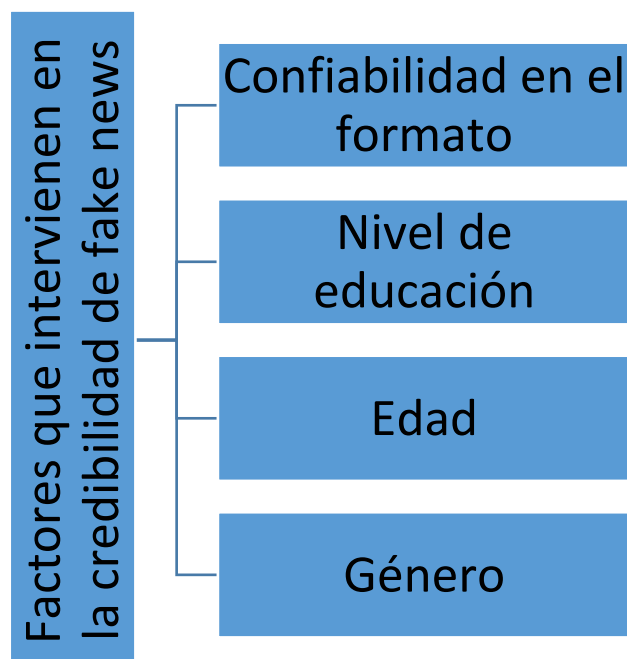 Factores que intervienen en
la credibilidad de fake news
Confiabilidad en el
formato
Nivel de
educación
Edad
Género